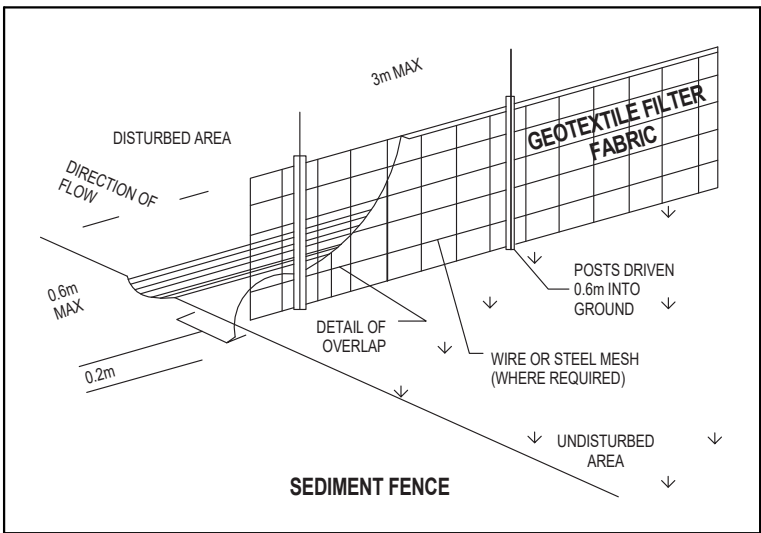 3m MAX
DISTURBED AREA
GEOTEXTILE FILTER
FABRIC
DIRECTION OF
FLOW
0.6m
MAX
POSTS DRIVEN
0.6m INTO
GROUND
DETAIL OF
OVERLAP
WIRE OR STEEL MESH
(WHERE REQUIRED)
0.2m
UNDISTURBED
AREA
SEDIMENT FENCE